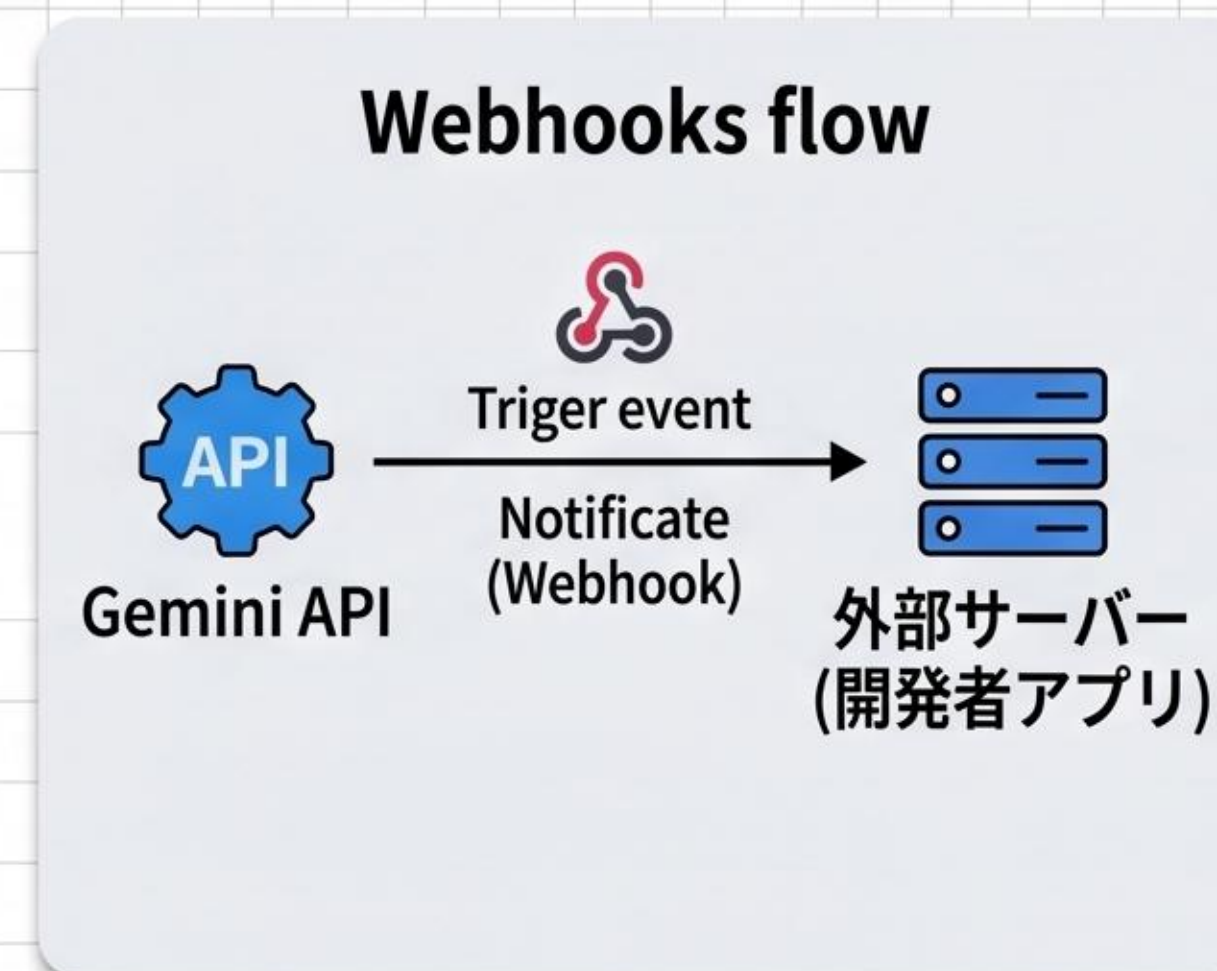 Webhooks flow
Triger event
API
Notificate
(Webhook)
Gemini API
外部サーバー
(開発者アプリ)